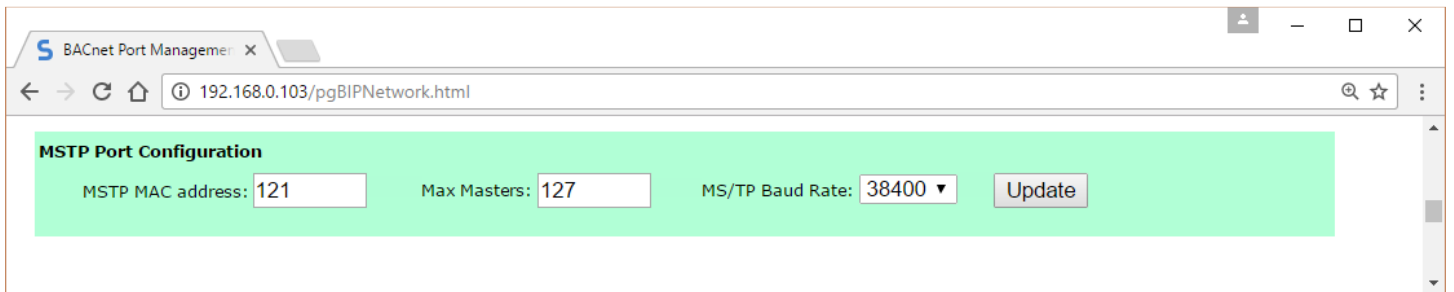 BACnet Port Managemen
192.168.0.103/pgBIPNetwork.html
MSTP Port Configuration
MSTP MAC address: 121 Max Masters: 127 MS/TP Baud Rate: 38400 Update